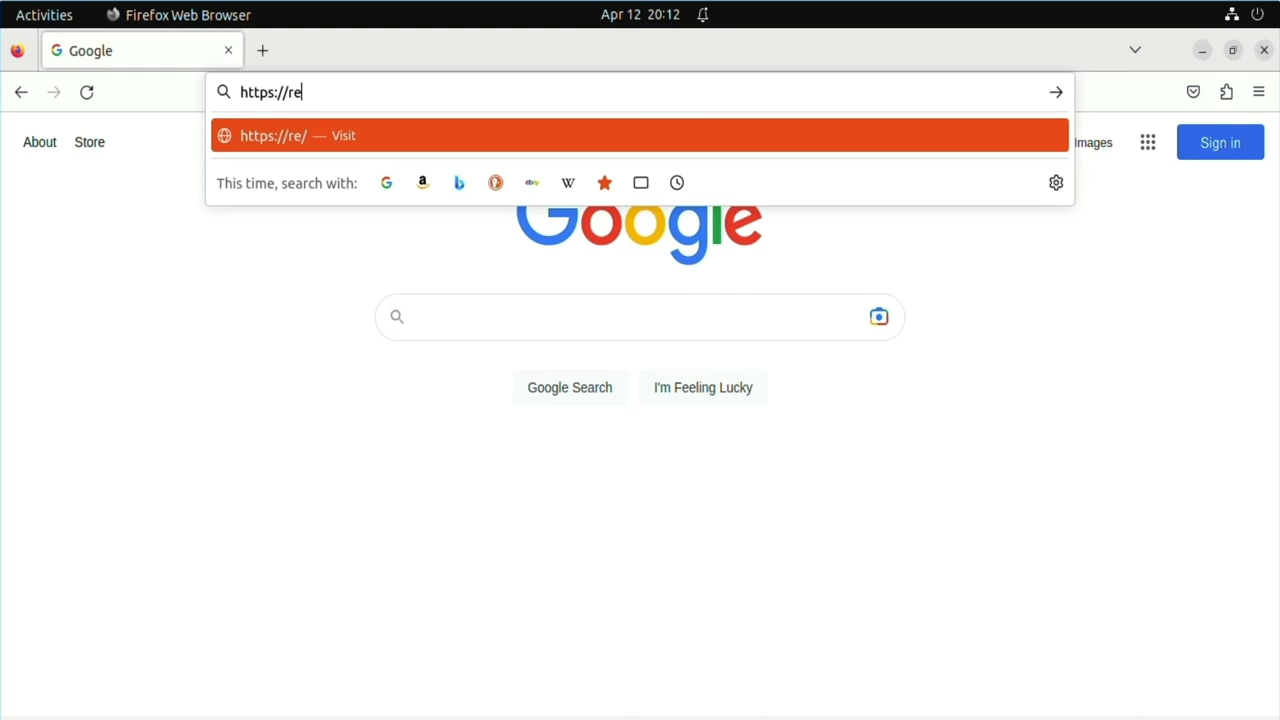 Activities Firefox Web Browser Apr 12 20:12
Google
https://re
https://re/ — Visit
About Store Images Sign in
This time, search with: a b ebay W
Google
Google Search I'm Feeling Lucky